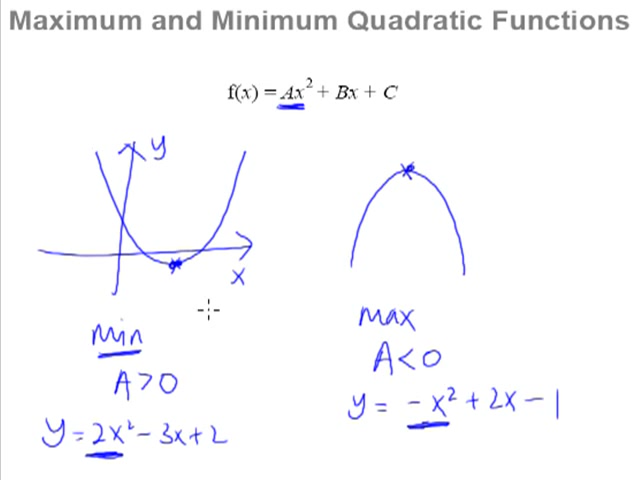 Maximum and Minimum Quadratic Functions
f(x) = Ax² + Bx + C
y
x
min
A>0
y = 2x² - 3x + 2
max
A<0
y = -x² + 2x - 1